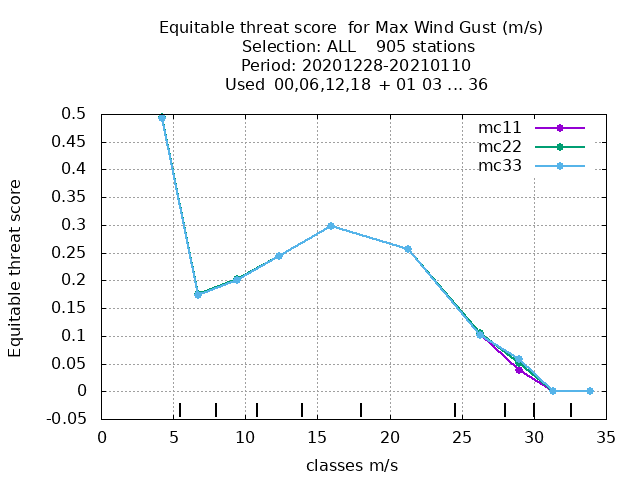 Equitable threat score  for Max Wind Gust (m/s)
Selection: ALL    905 stations
Period: 20201228-20210110
Used  00,06,12,18  + 01 03 ... 36
mc11
mc22
mc33
Equitable threat score
0.5
0.45
0.4
0.35
0.3
0.25
0.2
0.15
0.1
0.05
0
-0.05
0 5 10 15 20 25 30 35
classes m/s